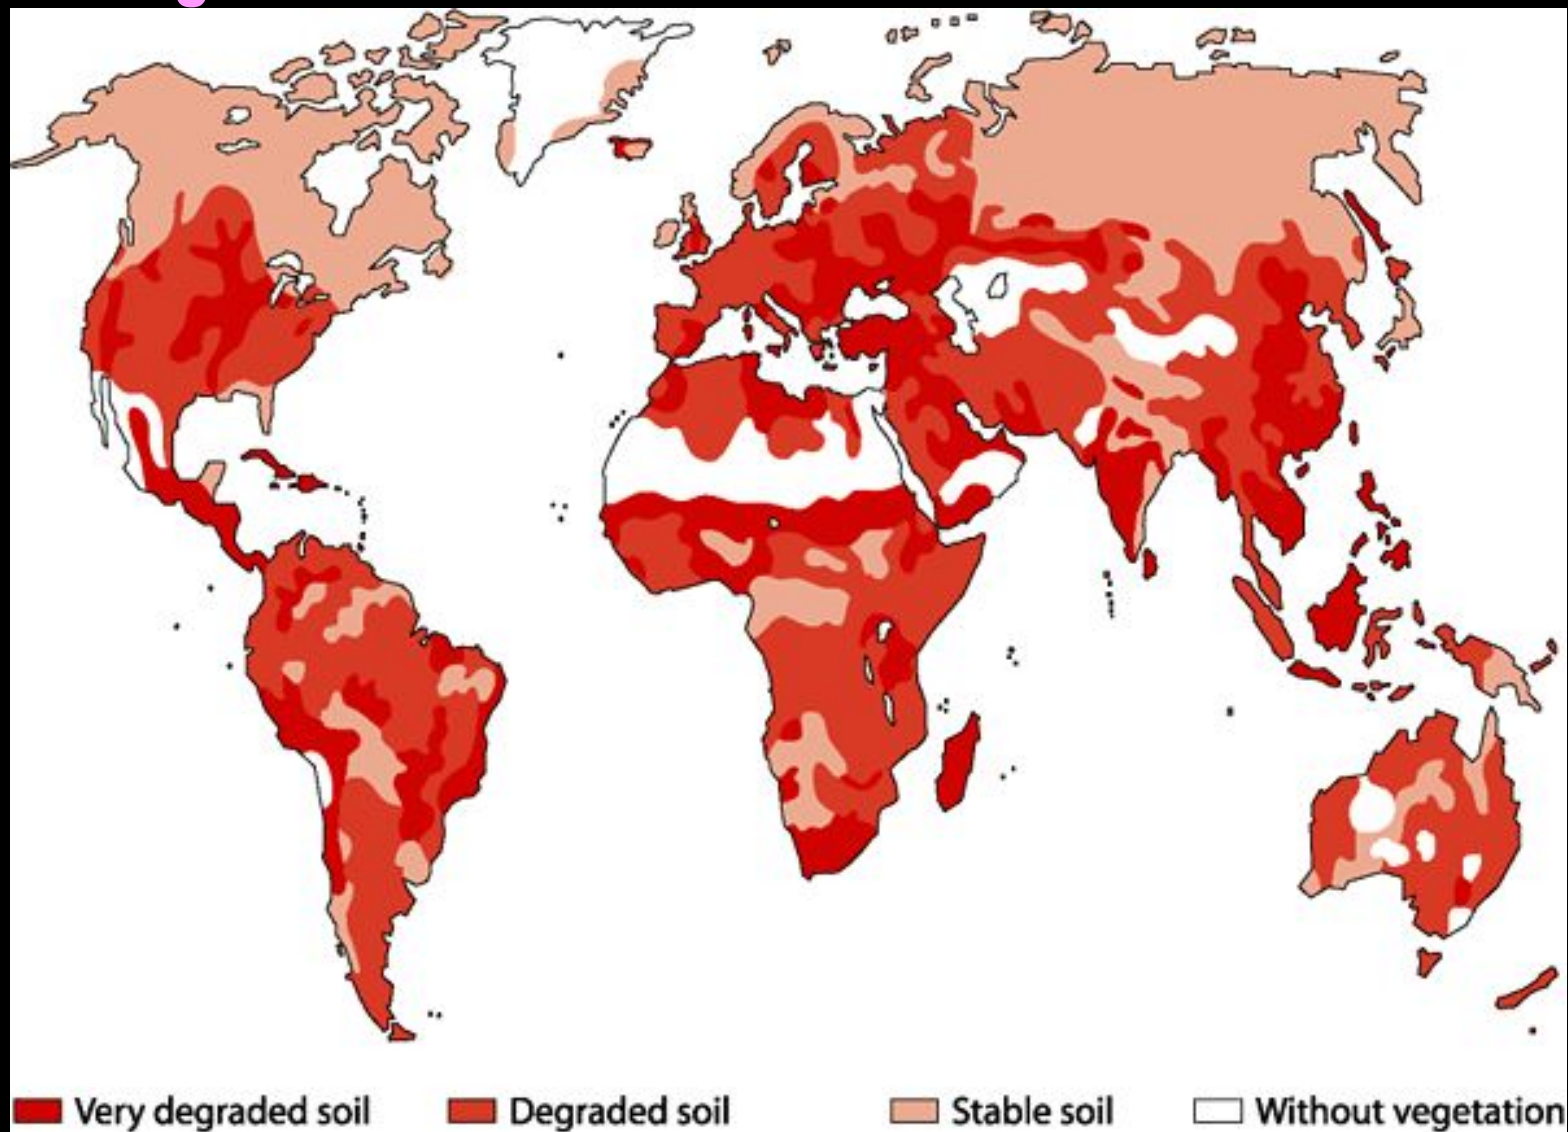 Very degraded soil
Degraded soil
Stable soil
Without vegetation